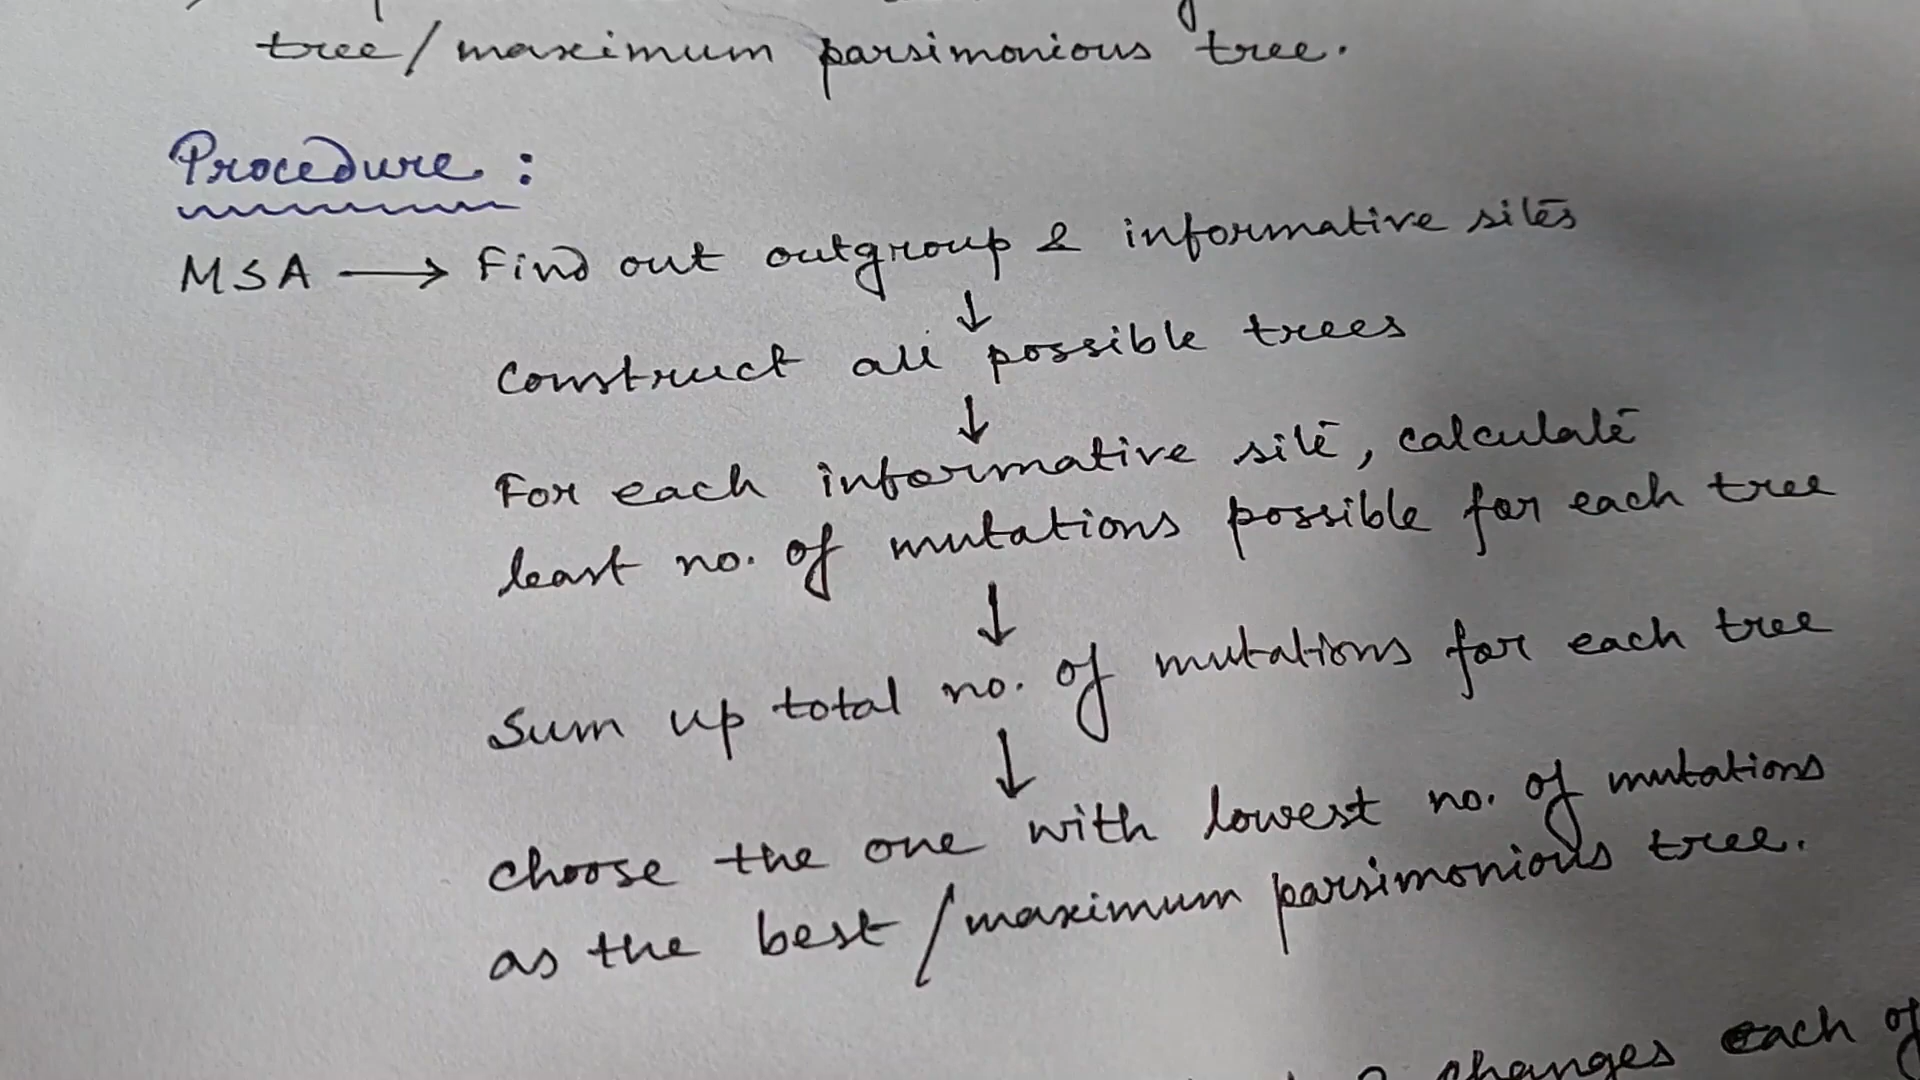 tree/maximum parsimonious tree.
Procedure :
MSA → Find out outgroup & informative sites
↓
Construct all possible trees
↓
For each informative site, calculate
least no. of mutations possible for each tree
↓
Sum up total no. of mutations for each tree
↓
choose the one with lowest no. of mutations
as the best/maximum parsimonious tree.
changes each of